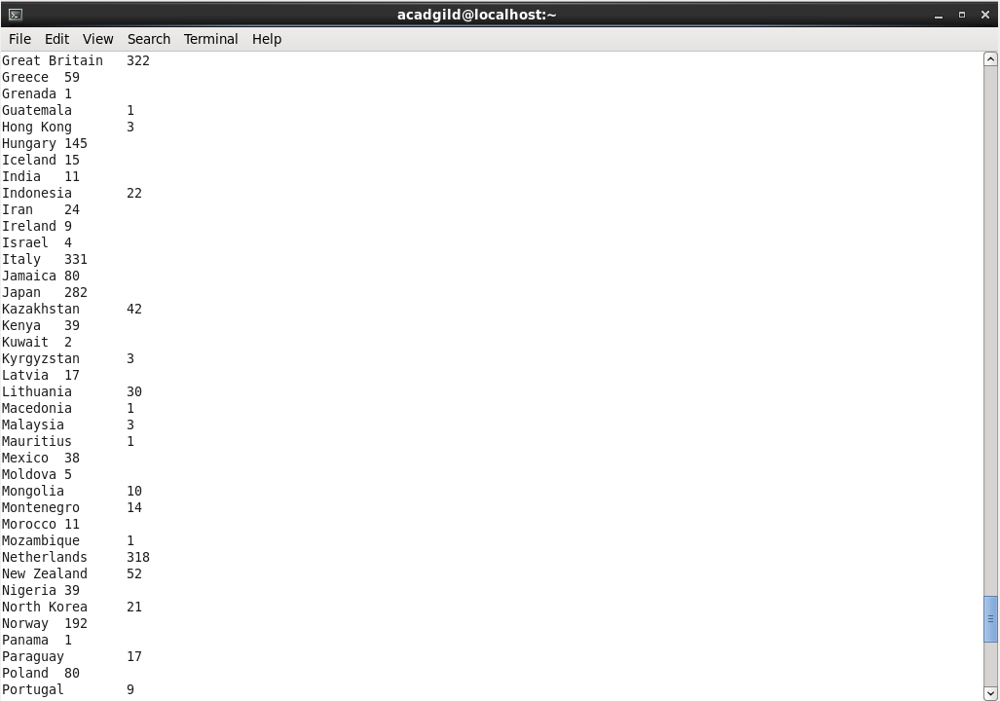 acadgild@localhost:~
File Edit View Search Terminal Help
Great Britain 322
Greece 59
Grenada 1
Guatemala 1
Hong Kong 3
Hungary 145
Iceland 15
India 11
Indonesia 22
Iran 24
Ireland 9
Israel 4
Italy 331
Jamaica 80
Japan 282
Kazakhstan 42
Kenya 39
Kuwait 2
Kyrgyzstan 3
Latvia 17
Lithuania 30
Macedonia 1
Malaysia 3
Mauritius 1
Mexico 38
Moldova 5
Mongolia 10
Montenegro 14
Morocco 11
Mozambique 1
Netherlands 318
New Zealand 52
Nigeria 39
North Korea 21
Norway 192
Panama 1
Paraguay 17
Poland 80
Portugal 9